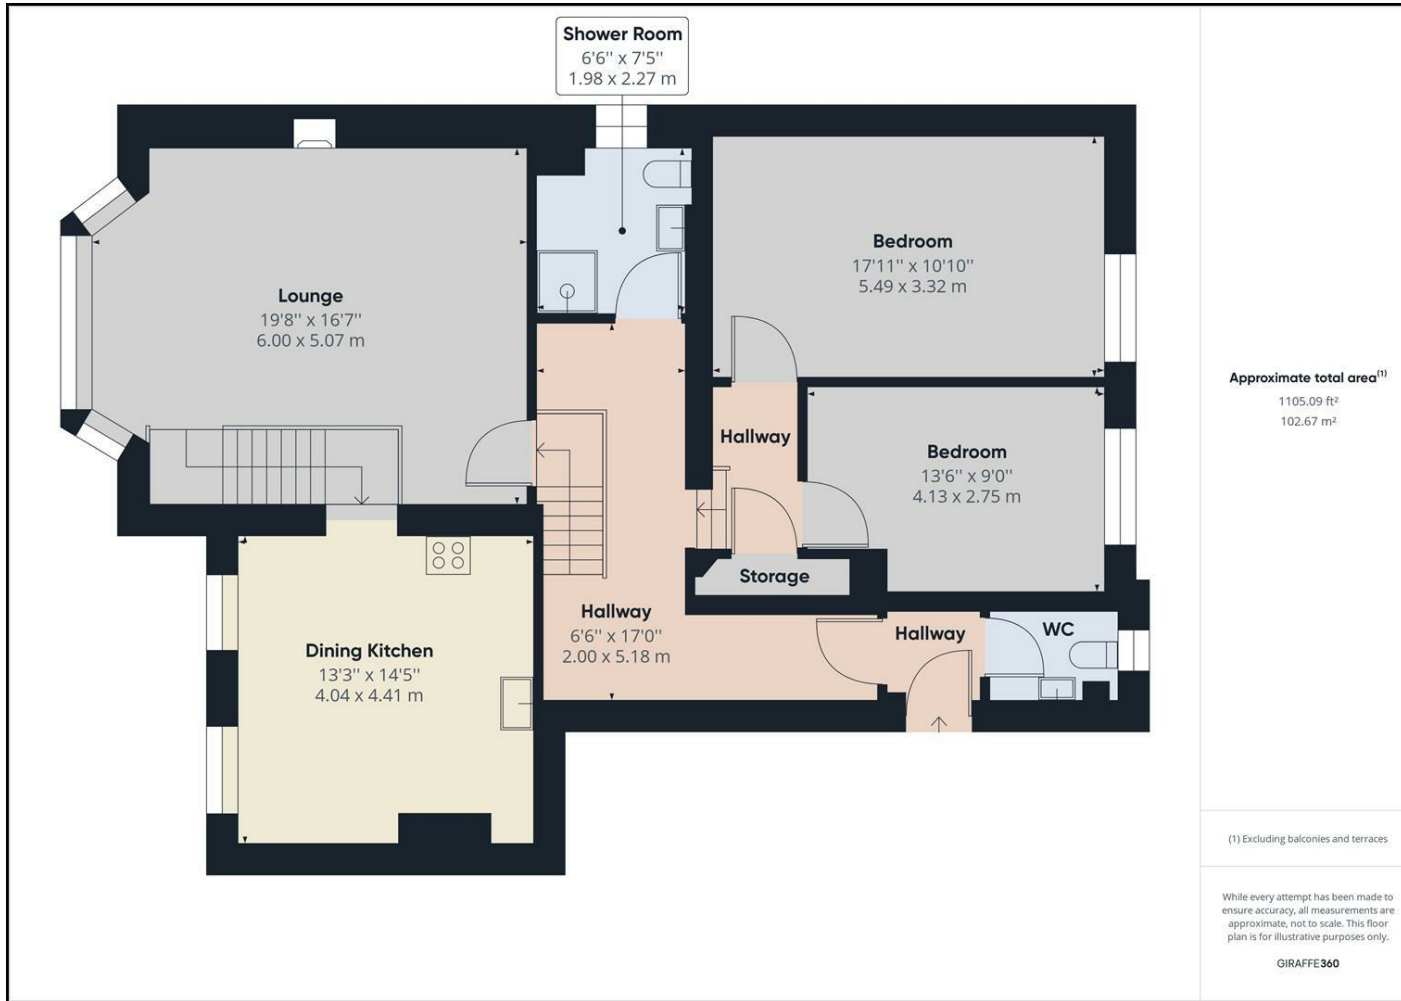 Shower Room
6'6'' x 7'5''
1.98 x 2.27 m
Lounge
19'8'' x 16'7''
6.00 x 5.07 m
Bedroom
17'11'' x 10'10''
5.49 x 3.32 m
Hallway
Bedroom
13'6'' x 9'0''
4.13 x 2.75 m
Storage
Hallway
6'6'' x 17'0''
2.00 x 5.18 m
Hallway
WC
Dining Kitchen
13'3'' x 14'5''
4.04 x 4.41 m
Approximate total area(1)
1105.09 ft²
102.67 m²
(1) Excluding balconies and terraces
While every attempt has been made to
ensure accuracy, all measurements are
approximate, not to scale. This floor
plan is for illustrative purposes only.
GIRAFFE360